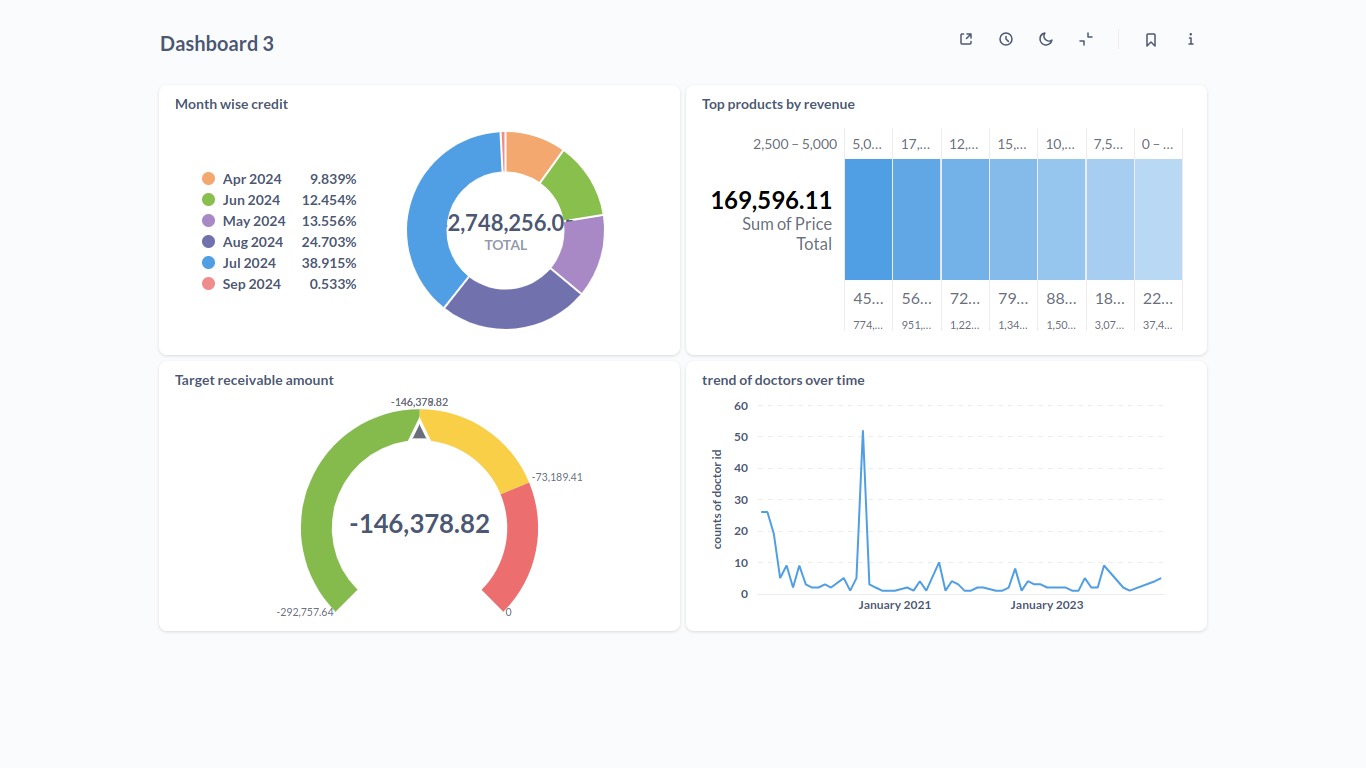 Dashboard 3
Month wise credit
Apr 2024 9.839%
Jun 2024 12.454%
May 2024 13.556%
Aug 2024 24.703%
Jul 2024 38.915%
Sep 2024 0.533%
2,748,256.0
TOTAL
Top products by revenue
2,500 – 5,000 5,0... 17,... 12,... 15,... 10,... 7,5... 0 – ...
169,596.11
Sum of Price
Total
45... 56... 72... 79... 88... 18... 22...
774,... 951,... 1,22... 1,34... 1,50... 3,07... 37,4...
Target receivable amount
-146,378.82
-73,189.41
-146,378.82
-292,757.64
0
trend of doctors over time
60
50
40
30
20
10
0
counts of doctor id
January 2021 January 2023